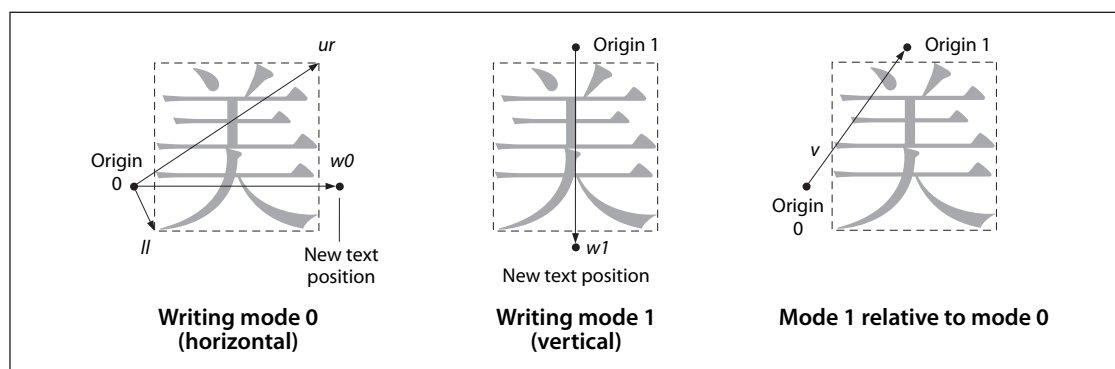 ur
Origin
0
w0
ll
New text
position
美
Writing mode 0
(horizontal)
Origin 1
美
w1
New text position
Writing mode 1
(vertical)
Origin 1
美
v
Origin
0
Mode 1 relative to mode 0